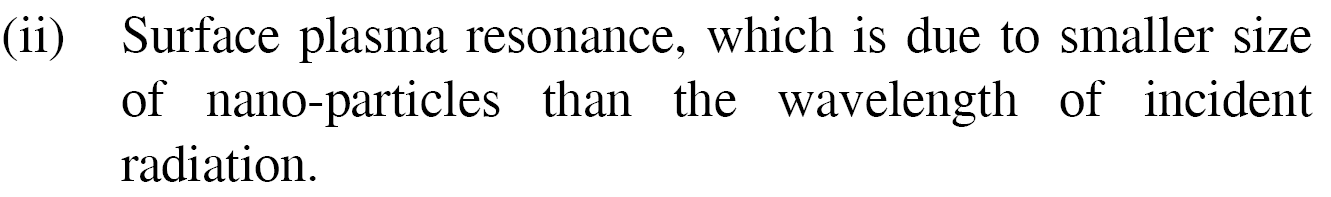 (ii) Surface plasma resonance, which is due to smaller size
of nano-particles than the wavelength of incident
radiation.